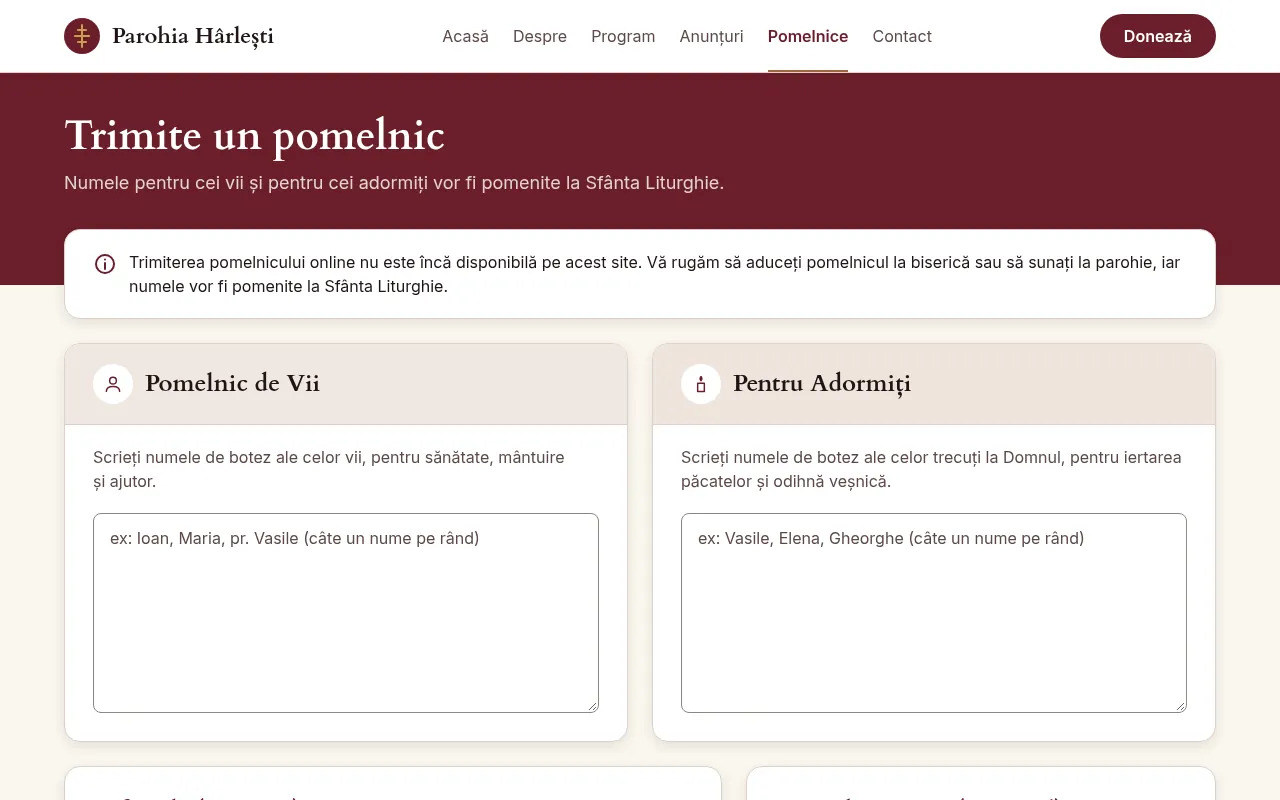 Parohia Hârlești
Acasă
Despre
Program
Anunțuri
Pomelnice
Contact
Donează
Trimite un pomelnic
Numele pentru cei vii și pentru cei adormiți vor fi pomenite la Sfânta Liturghie.
Trimiterea pomelnicului online nu este încă disponibilă pe acest site. Vă rugăm să aduceți pomelnicul la biserică sau să sunați la parohie, iar
numele vor fi pomenite la Sfânta Liturghie.
Pomelnic de Vii
Scrieți numele de botez ale celor vii, pentru sănătate, mântuire
și ajutor.
ex: Ioan, Maria, pr. Vasile (câte un nume pe rând)
Pentru Adormiți
Scrieți numele de botez ale celor trecuți la Domnul, pentru iertarea
păcatelor și odihnă veșnică.
ex: Vasile, Elena, Gheorghe (câte un nume pe rând)